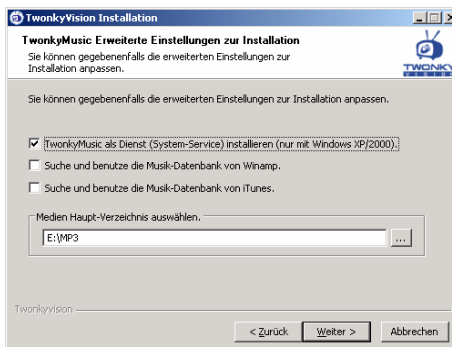 TwonkyVision Installation
TwonkyMusic Erweiterte Einstellungen zur Installation
Sie können gegebenenfalls die erweiterten Einstellungen zur
Installation anpassen.
TWONKY
VISION
Sie können gegebenenfalls die erweiterten Einstellungen zur Installation anpassen.
TwonkyMusic als Dienst (System-Service) installieren (nur mit Windows XP/2000).
Suche und benutze die Musik-Datenbank von Winamp.
Suche und benutze die Musik-Datenbank von iTunes.
Medien Haupt-Verzeichnis auswählen.
E:\MP3
...
Twonkyvision
< Zurück
Weiter >
Abbrechen